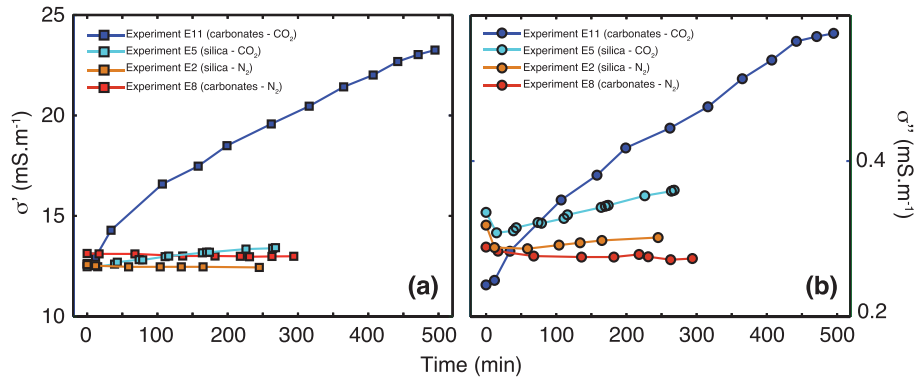 25
20
15
10
σ' (mS.m⁻¹)
Experiment E11 (carbonates - CO₂)
Experiment E5 (silica - CO₂)
Experiment E2 (silica - N₂)
Experiment E8 (carbonates - N₂)
(a)
0 100 200 300 400 500
Experiment E11 (carbonates - CO₂)
Experiment E5 (silica - CO₂)
Experiment E2 (silica - N₂)
Experiment E8 (carbonates - N₂)
(b)
0 100 200 300 400 500
0.4
0.2
σ'' (mS.m⁻¹)
Time (min)